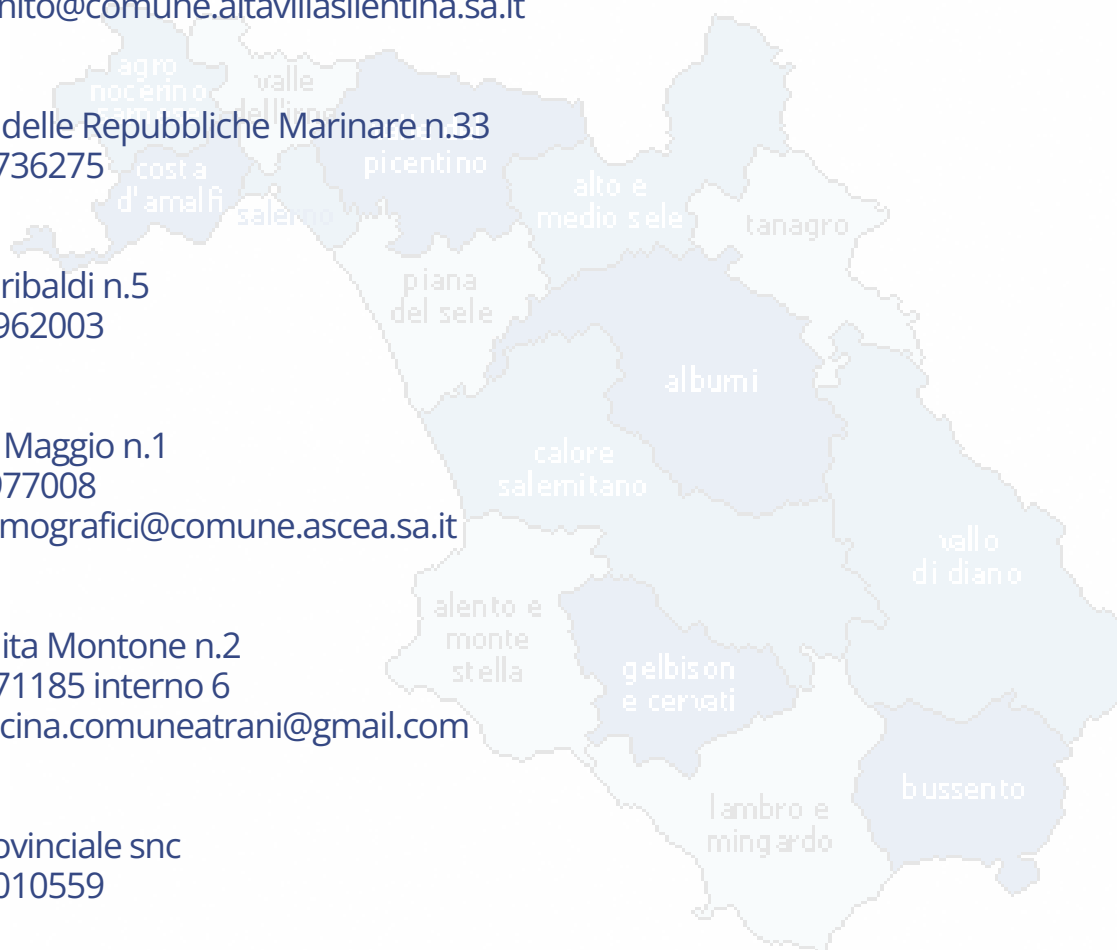 nito@comune.altavillasilentina.sa.it
delle Repubbliche Marinare n.33
736275
ribaldi n.5
962003
Maggio n.1
977008
mografici@comune.ascea.sa.it
ita Montone n.2
71185 interno 6
cina.comuneatrani@gmail.com
ovinciale snc
010559
agro
nocerino
valle
dell'irno
picentino
costa
d'amalfi
salerno
alto e
medio sele
tanagro
piana
del sele
alburni
calore
salernitano
vallo
di diano
alento e
monte
stella
gelbison
e cervati
bussento
lambro e
mingardo